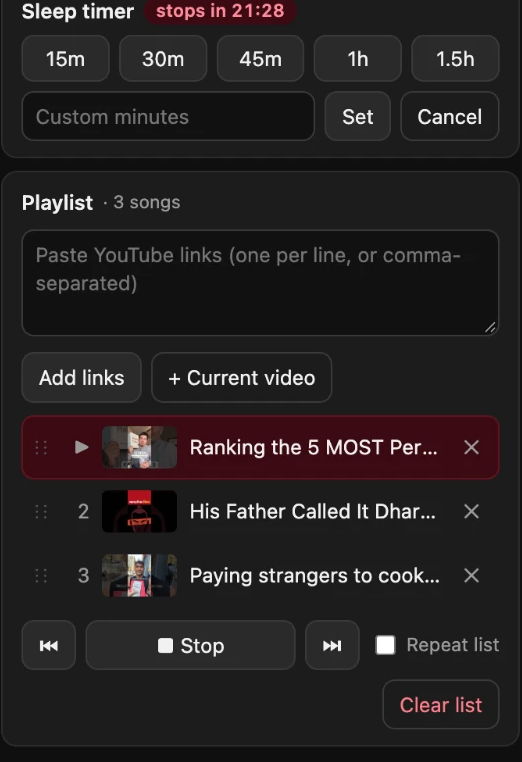 Sleep timer stops in 21:28
15m 30m 45m 1h 1.5h
Custom minutes Set Cancel
Playlist · 3 songs
Paste YouTube links (one per line, or comma-
separated)
Add links + Current video
Ranking the 5 MOST Per...
2 His Father Called It Dhar...
3 Paying strangers to cook...
Stop Repeat list
Clear list